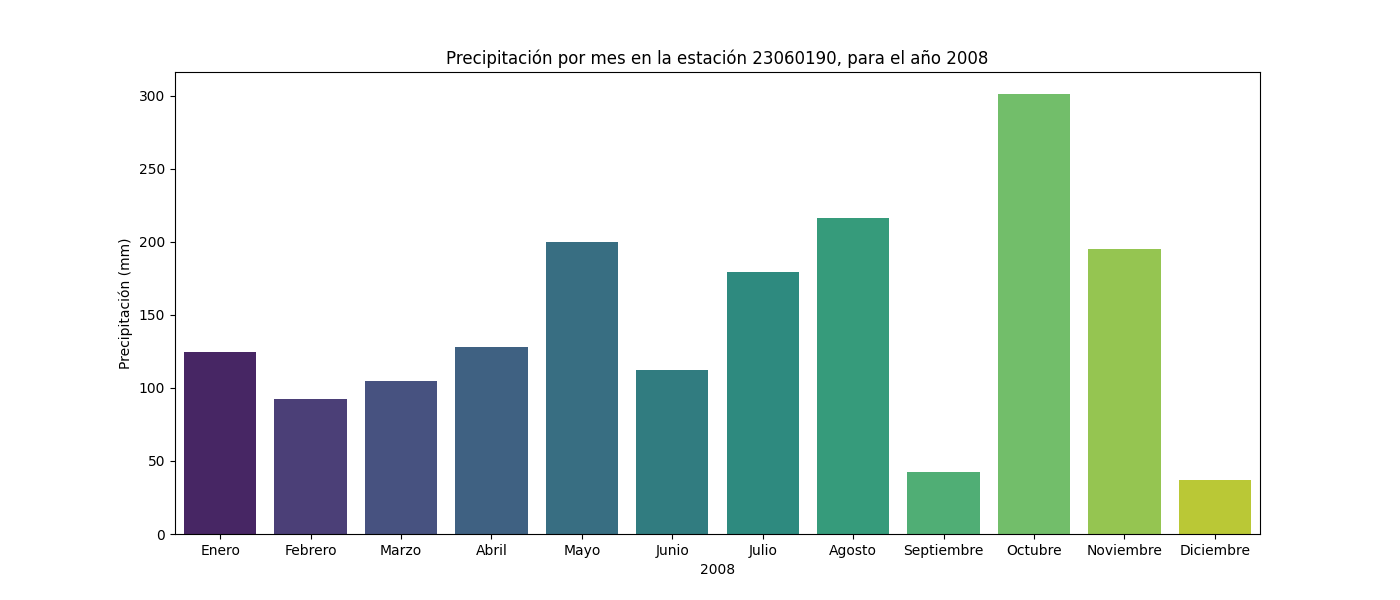 Precipitación por mes en la estación 23060190, para el año 2008
Precipitación (mm)
300
250
200
150
100
50
0
Enero Febrero Marzo Abril Mayo Junio Julio Agosto Septiembre Octubre Noviembre Diciembre
2008